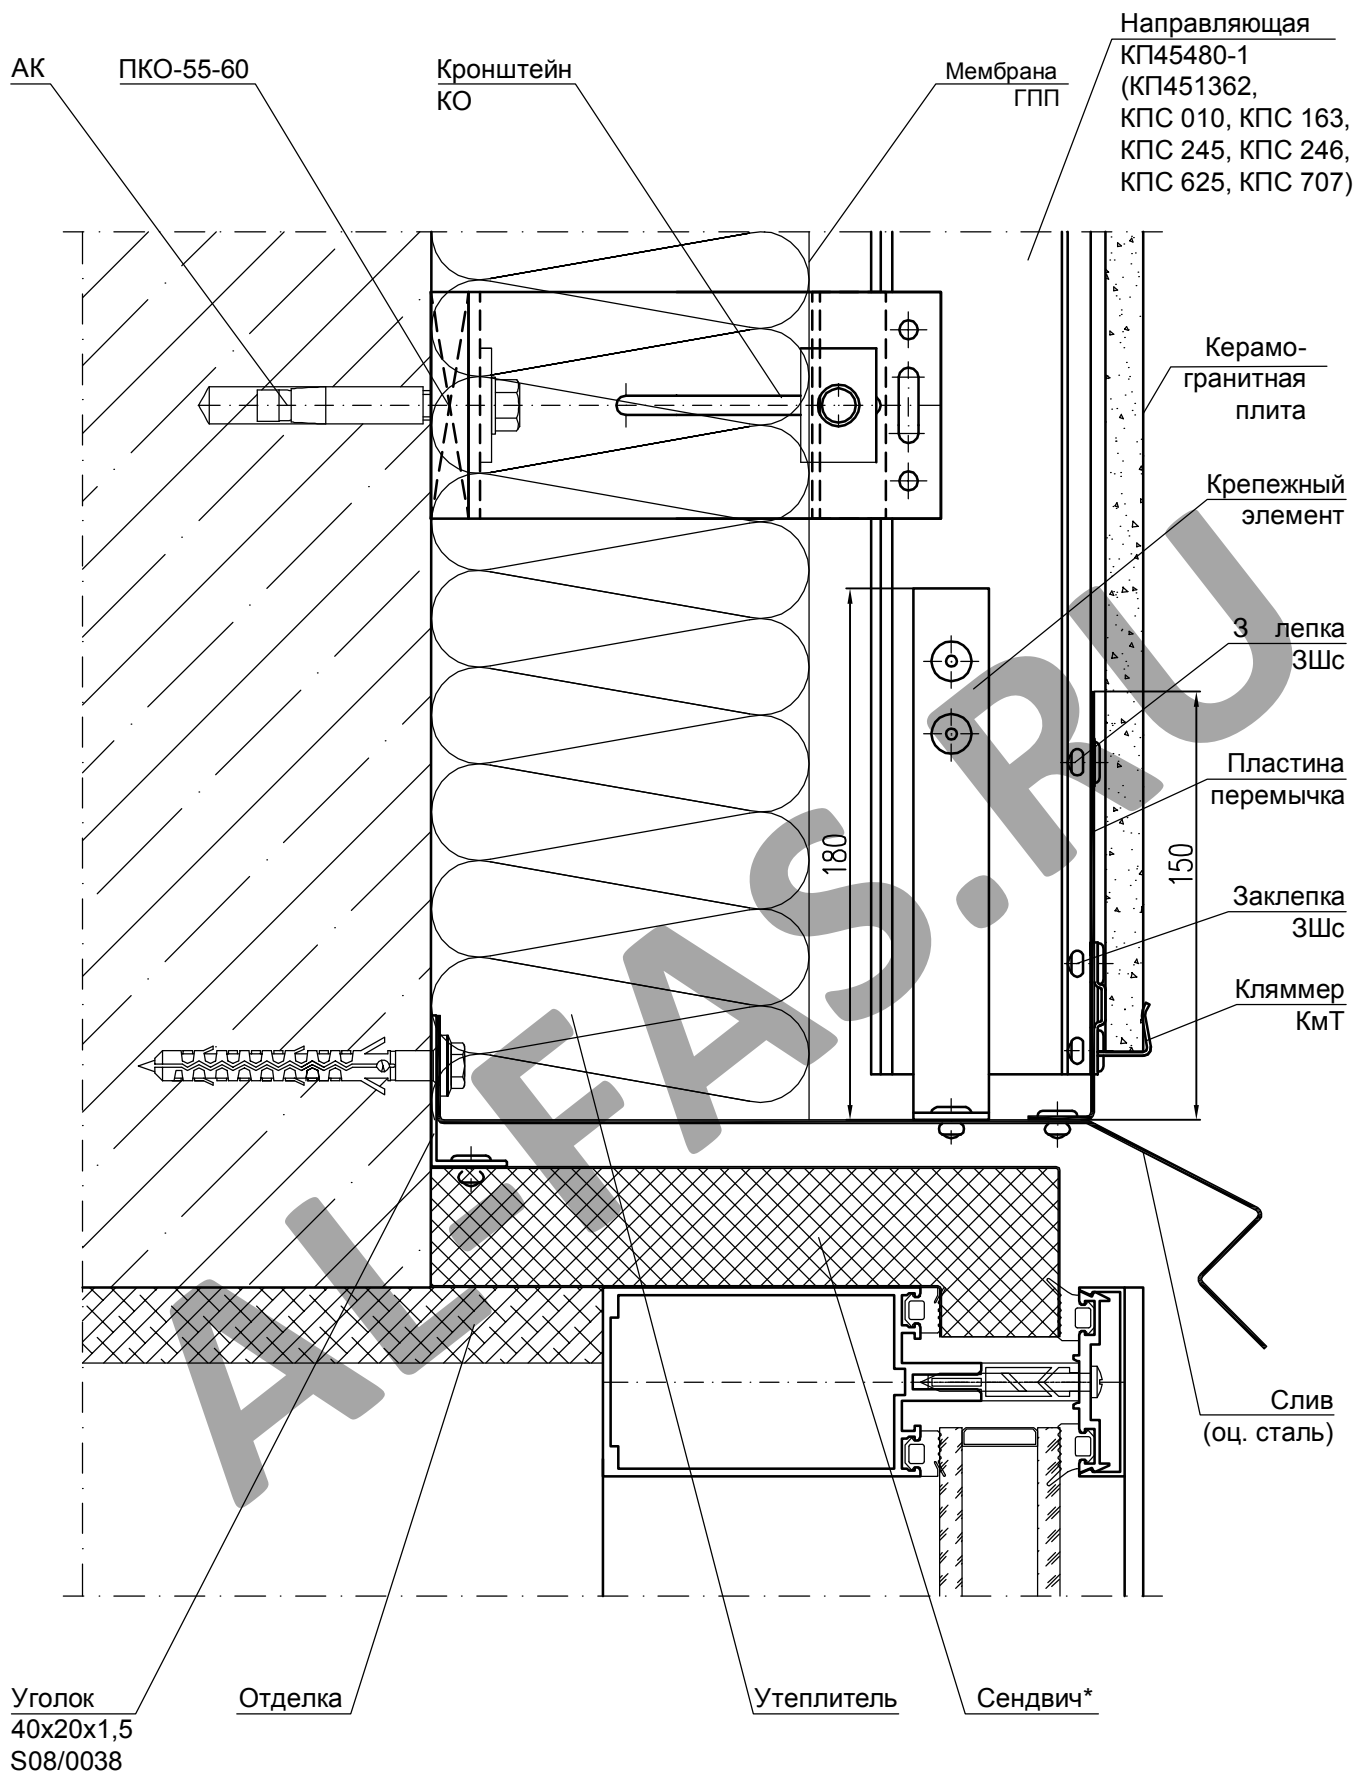 Направляющая
КП45480-1
(КП451362,
КПС 010, КПС 163,
КПС 245, КПС 246,
КПС 625, КПС 707)
АК
ПКО-55-60
Кронштейн
КО
Мембрана
ГПП
Керамо-
гранитная
плита
Крепежный
элемент
З лепка
ЗШс
Пластина
перемычка
180
150
Заклепка
ЗШс
Кляммер
КмТ
AL-FAS.RU
Слив
(оц. сталь)
Уголок
40х20х1,5
S08/0038
Отделка
Утеплитель
Сендвич*